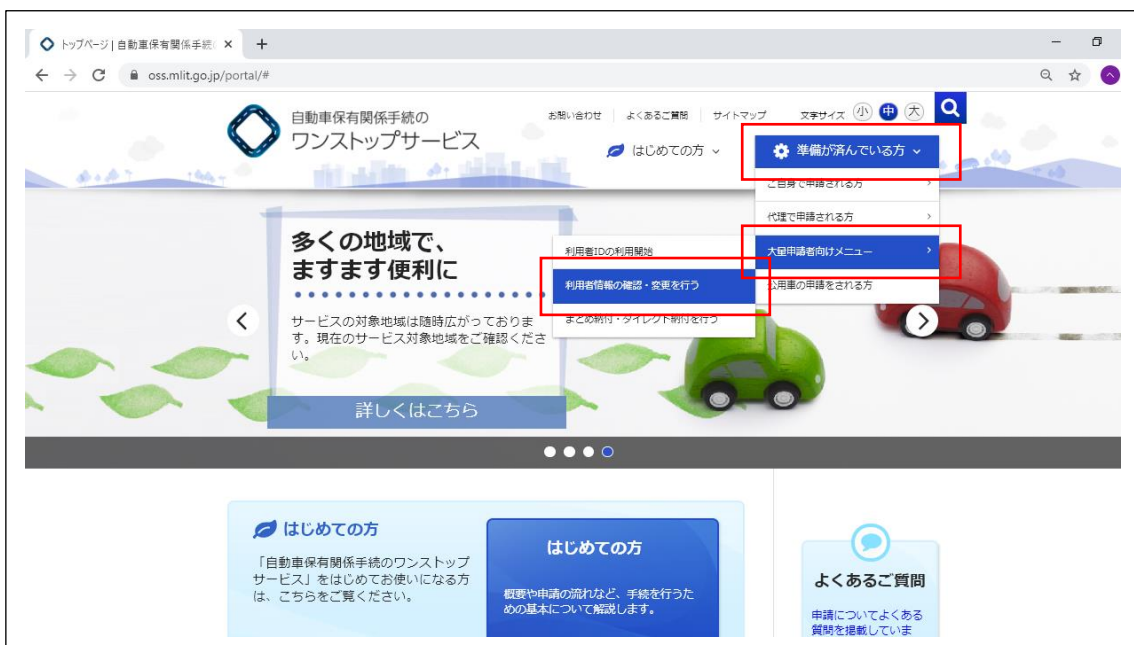 トップページ | 自動車保有関係手続
oss.mlit.go.jp/portal/#
自動車保有関係手続の
ワンストップサービス
お問い合わせ よくあるご質問 サイトマップ 文字サイズ 小 中 大
はじめての方
準備が済んでいる方
ご自身で申請される方
代理で申請される方
大量申請者向けメニュー
公用車の申請をされる方
利用者IDの利用開始
利用者情報の確認・変更を行う
まとめ納付・ダイレクト納付を行う
多くの地域で、
ますます便利に
サービスの対象地域は随時広がっておりま
す。現在のサービス対象地域をご確認くださ
い。
詳しくはこちら
はじめての方
「自動車保有関係手続のワンストップ
サービス」をはじめてお使いになる方
は、こちらをご覧ください。
はじめての方
概要や申請の流れなど、手続を行うた
めの基本について解説します。
よくあるご質問
申請についてよくある
質問を掲載していま